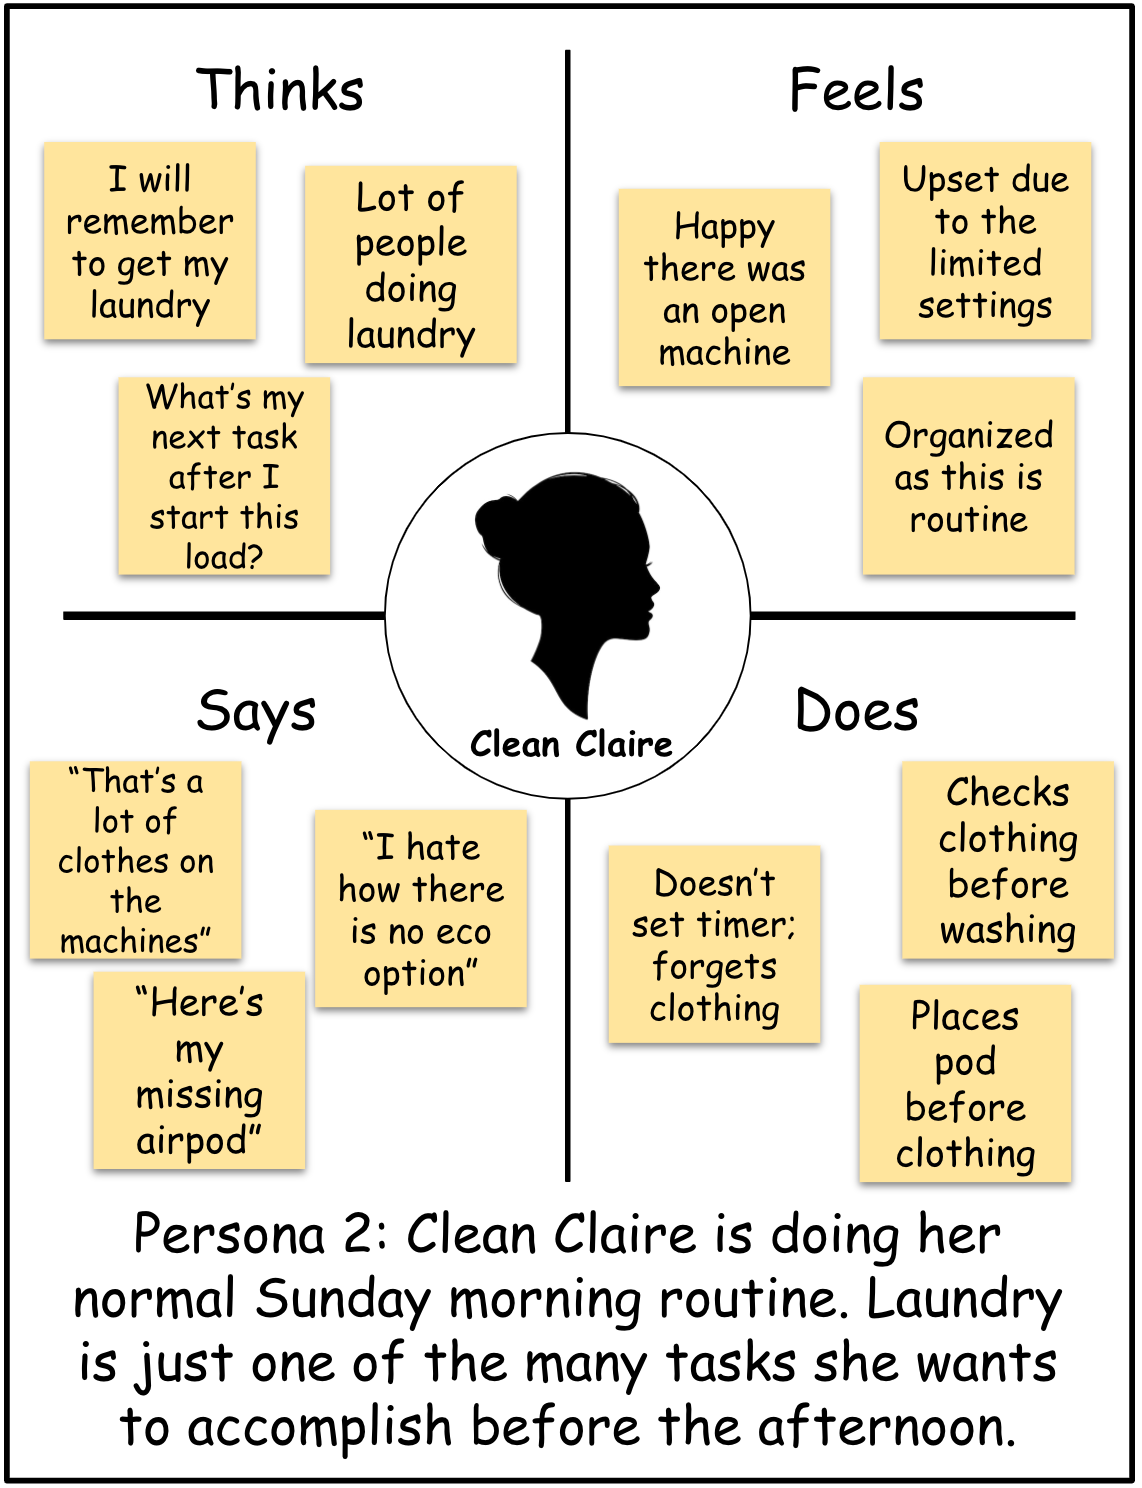 Thinks
I will
remember
to get my
laundry
Lot of
people
doing
laundry
What's my
next task
after I
start this
load?
Feels
Happy
there was
an open
machine
Upset due
to the
limited
settings
Organized
as this is
routine
Clean Claire
Says
“That's a
lot of
clothes on
the
machines”
“I hate
how there
is no eco
option”
“Here's
my
missing
airpod”
Does
Doesn't
set timer;
forgets
clothing
Checks
clothing
before
washing
Places
pod
before
clothing
Persona 2: Clean Claire is doing her
normal Sunday morning routine. Laundry
is just one of the many tasks she wants
to accomplish before the afternoon.